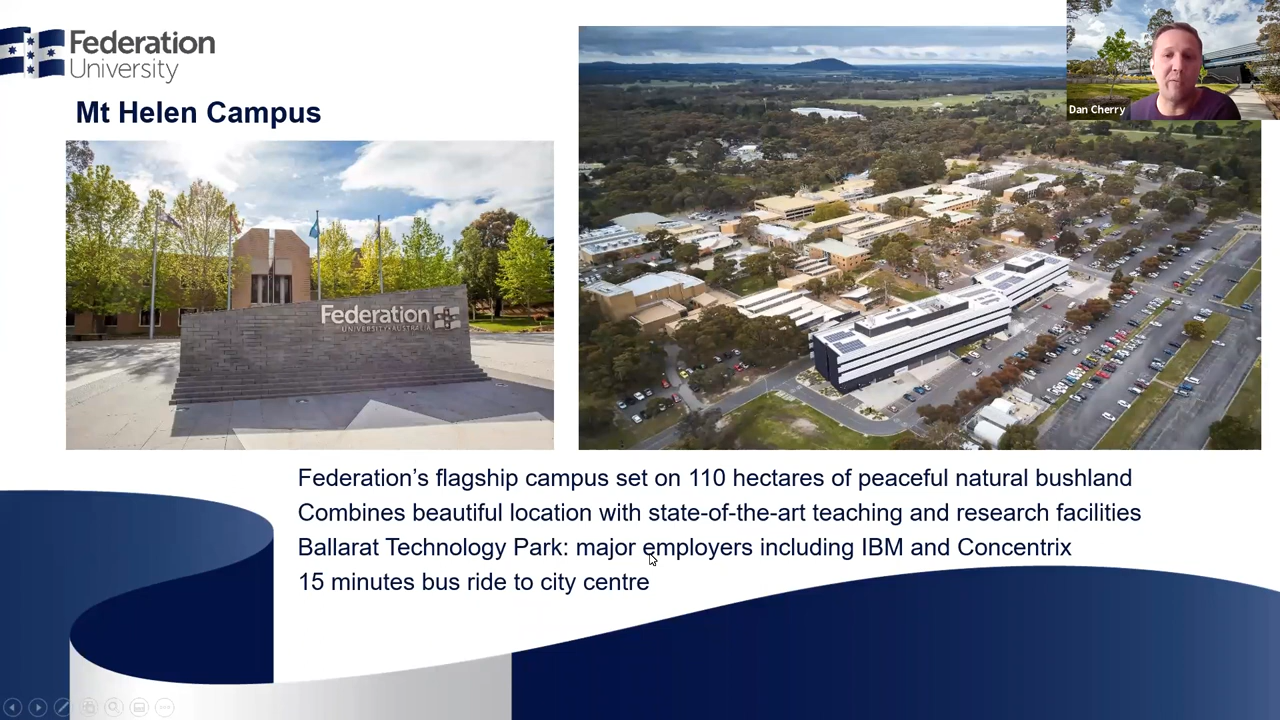 Federation
University
Dan Cherry
Mt Helen Campus
Federation
UNIVERSITY•AUSTRALIA
Federation's flagship campus set on 110 hectares of peaceful natural bushland
Combines beautiful location with state-of-the-art teaching and research facilities
Ballarat Technology Park: major employers including IBM and Concentrix
15 minutes bus ride to city centre